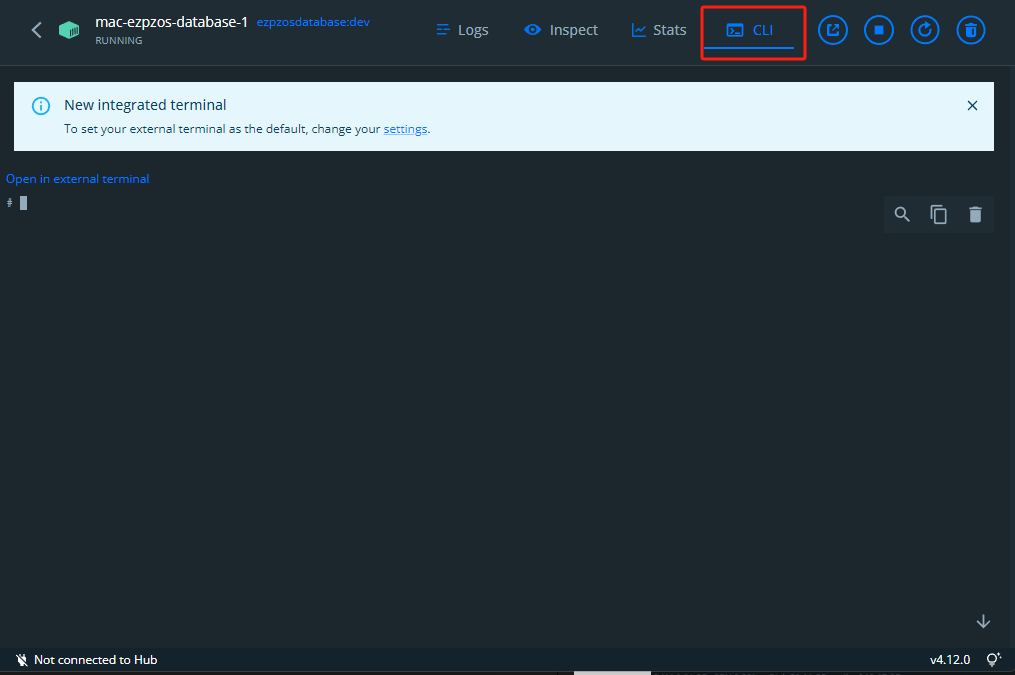 mac-ezpzos-database-1 ezpzosdatabase:dev
RUNNING
Logs
Inspect
Stats
CLI
New integrated terminal
To set your external terminal as the default, change your settings.
Open in external terminal
#
Not connected to Hub
v4.12.0